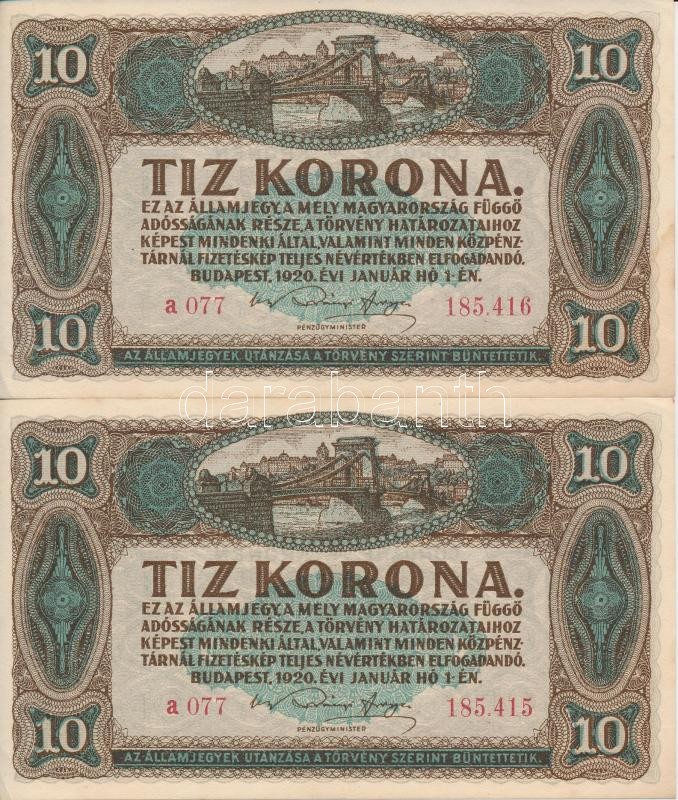 10 10
TIZ KORONA.
EZ AZ ÁLLAMJEGY, A MELY MAGYARORSZÁG FÜGGŐ
ADÓSSÁGÁNAK RÉSZE, A TÖRVÉNY HATÁROZATAIHOZ
KÉPEST MINDENKI ÁLTAL, VALAMINT MINDEN KÖZPÉNZ-
TÁRNÁL FIZETÉSKÉP TELJES NÉVÉRTÉKBEN ELFOGADANDÓ.
BUDAPEST, 1920. ÉVI JANUÁR HÓ 1-ÉN.
a 077 185.416
PÉNZÜGYMINISTER
10 10
AZ ÁLLAMJEGYEK UTÁNZÁSA A TÖRVÉNY SZERINT BÜNTETTETIK.
darabanth
10 10
TIZ KORONA.
EZ AZ ÁLLAMJEGY, A MELY MAGYARORSZÁG FÜGGŐ
ADÓSSÁGÁNAK RÉSZE, A TÖRVÉNY HATÁROZATAIHOZ
KÉPEST MINDENKI ÁLTAL, VALAMINT MINDEN KÖZPÉNZ-
TÁRNÁL FIZETÉSKÉP TELJES NÉVÉRTÉKBEN ELFOGADANDÓ.
BUDAPEST, 1920. ÉVI JANUÁR HÓ 1-ÉN.
a 077 185.415
PÉNZÜGYMINISTER
10 10
AZ ÁLLAMJEGYEK UTÁNZÁSA A TÖRVÉNY SZERINT BÜNTETTETIK.